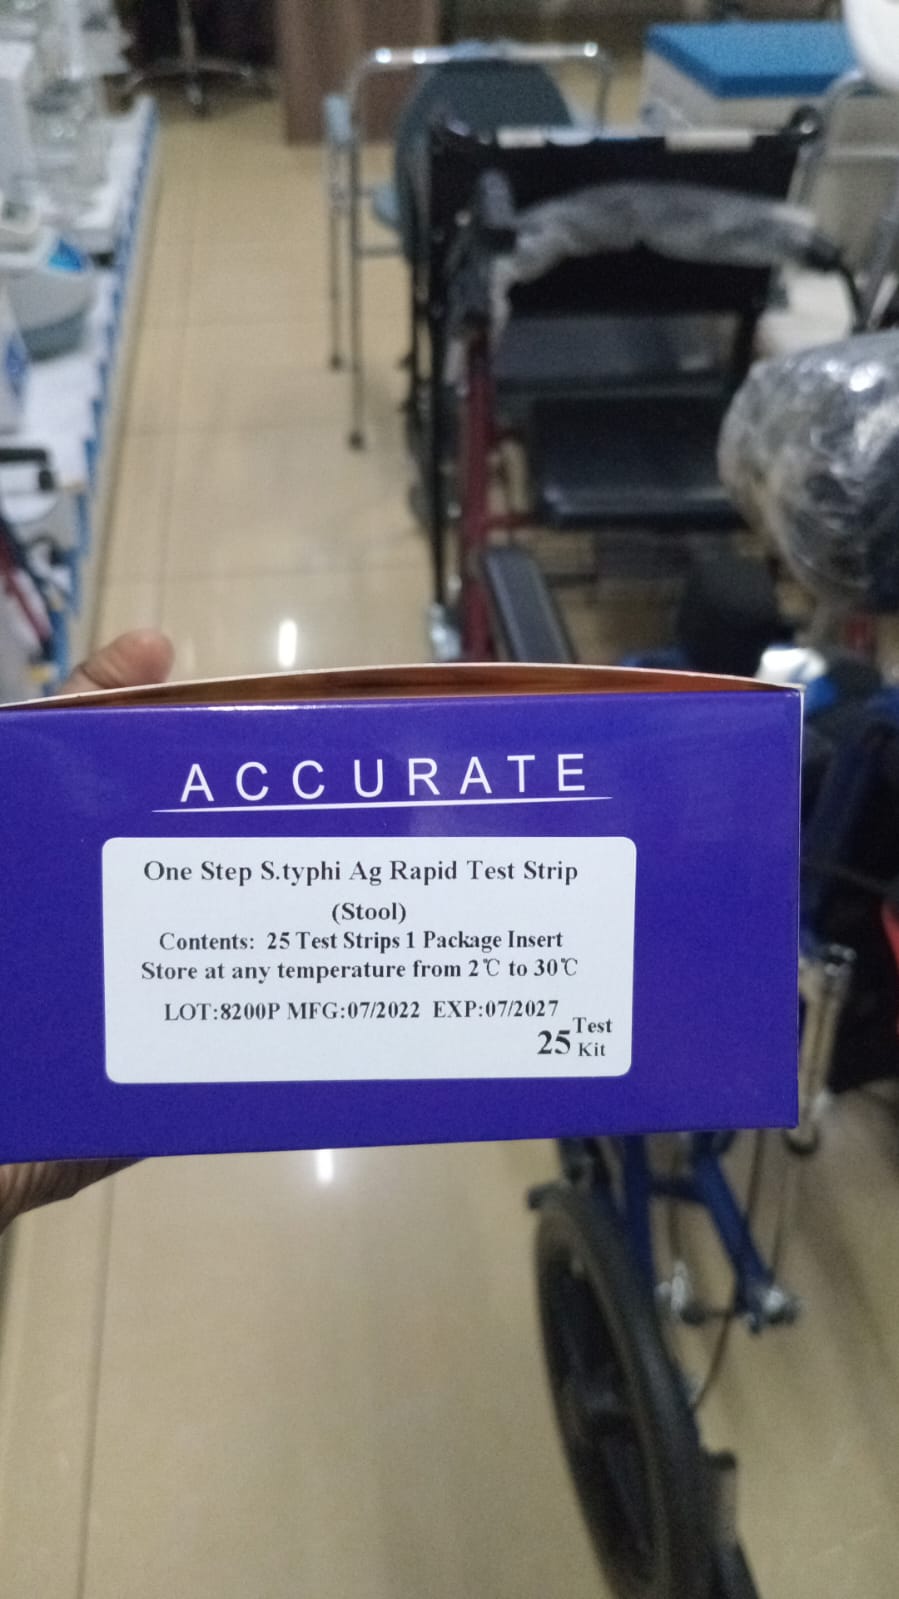 ACCURATE
One Step S.typhi Ag Rapid Test Strip
(Stool)
Contents: 25 Test Strips 1 Package Insert
Store at any temperature from 2℃ to 30℃
LOT:8200P MFG:07/2022 EXP:07/2027
25 Test
Kit